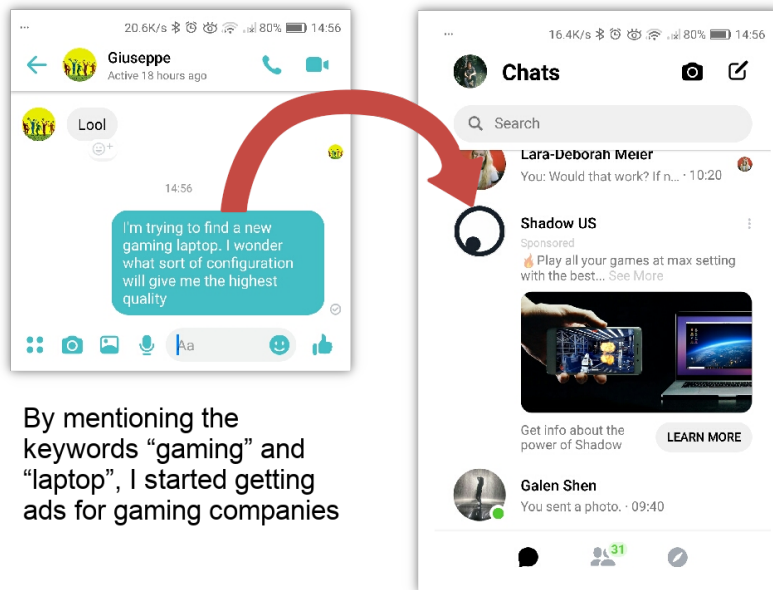 ... 20.6K/s 80% 14:56
Giuseppe
Active 18 hours ago
Lool
14:56
I'm trying to find a new
gaming laptop. I wonder
what sort of configuration
will give me the highest
quality
Aa
By mentioning the
keywords “gaming” and
“laptop”, I started getting
ads for gaming companies
... 16.4K/s 80% 14:56
Chats
Search
Lara-Deborah Meier
You: Would that work? If n... · 10:20
Shadow US
Sponsored
🔥Play all your games at max setting
with the best... See More
Get info about the
power of Shadow
LEARN MORE
Galen Shen
You sent a photo. · 09:40
31